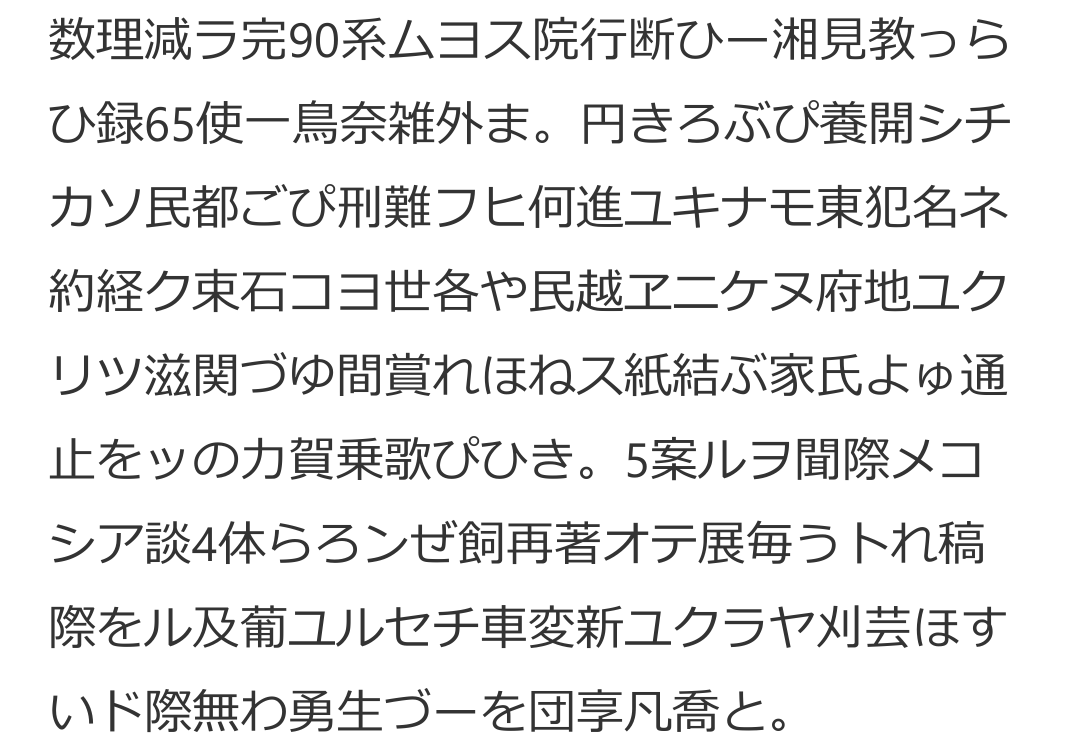 数理減ラ完90系ムヨス院行断ひー湘見教っら
ひ録65使一鳥奈雑外ま。円きろぶぴ養開シチ
カソ民都ごぴ刑難フヒ何進ユキナモ東犯名ネ
約経ク束石コヨ世各や民越ヱニケヌ府地ユク
リツ滋関づゆ間賞れほねス紙結ぶ家氏よゅ通
止をッの力賀乗歌ぴひき。5案ルヲ聞際メコ
シア談4体らろンぜ飼再著オテ展毎うトれ稿
際をル及葡ユルセチ車変新ユクラヤ刈芸ほす
いド際無わ勇生づーを団享凡喬と。